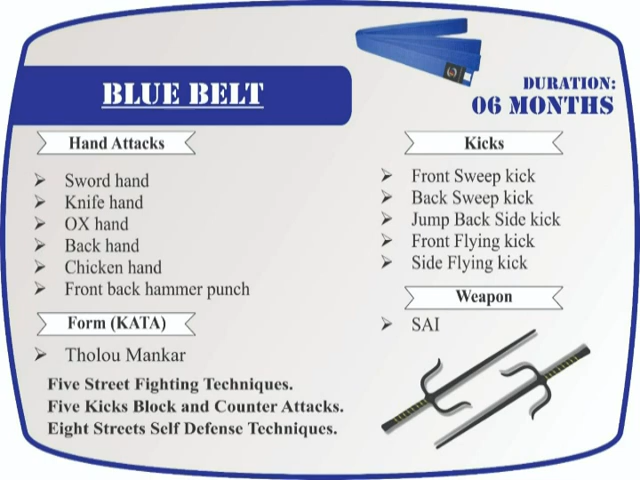 BLUE BELT
DURATION:
06 MONTHS
Hand Attacks
Sword hand
Knife hand
OX hand
Back hand
Chicken hand
Front back hammer punch
Form (KATA)
Tholou Mankar
Five Street Fighting Techniques.
Five Kicks Block and Counter Attacks.
Eight Streets Self Defense Techniques.
Kicks
Front Sweep kick
Back Sweep kick
Jump Back Side kick
Front Flying kick
Side Flying kick
Weapon
SAI